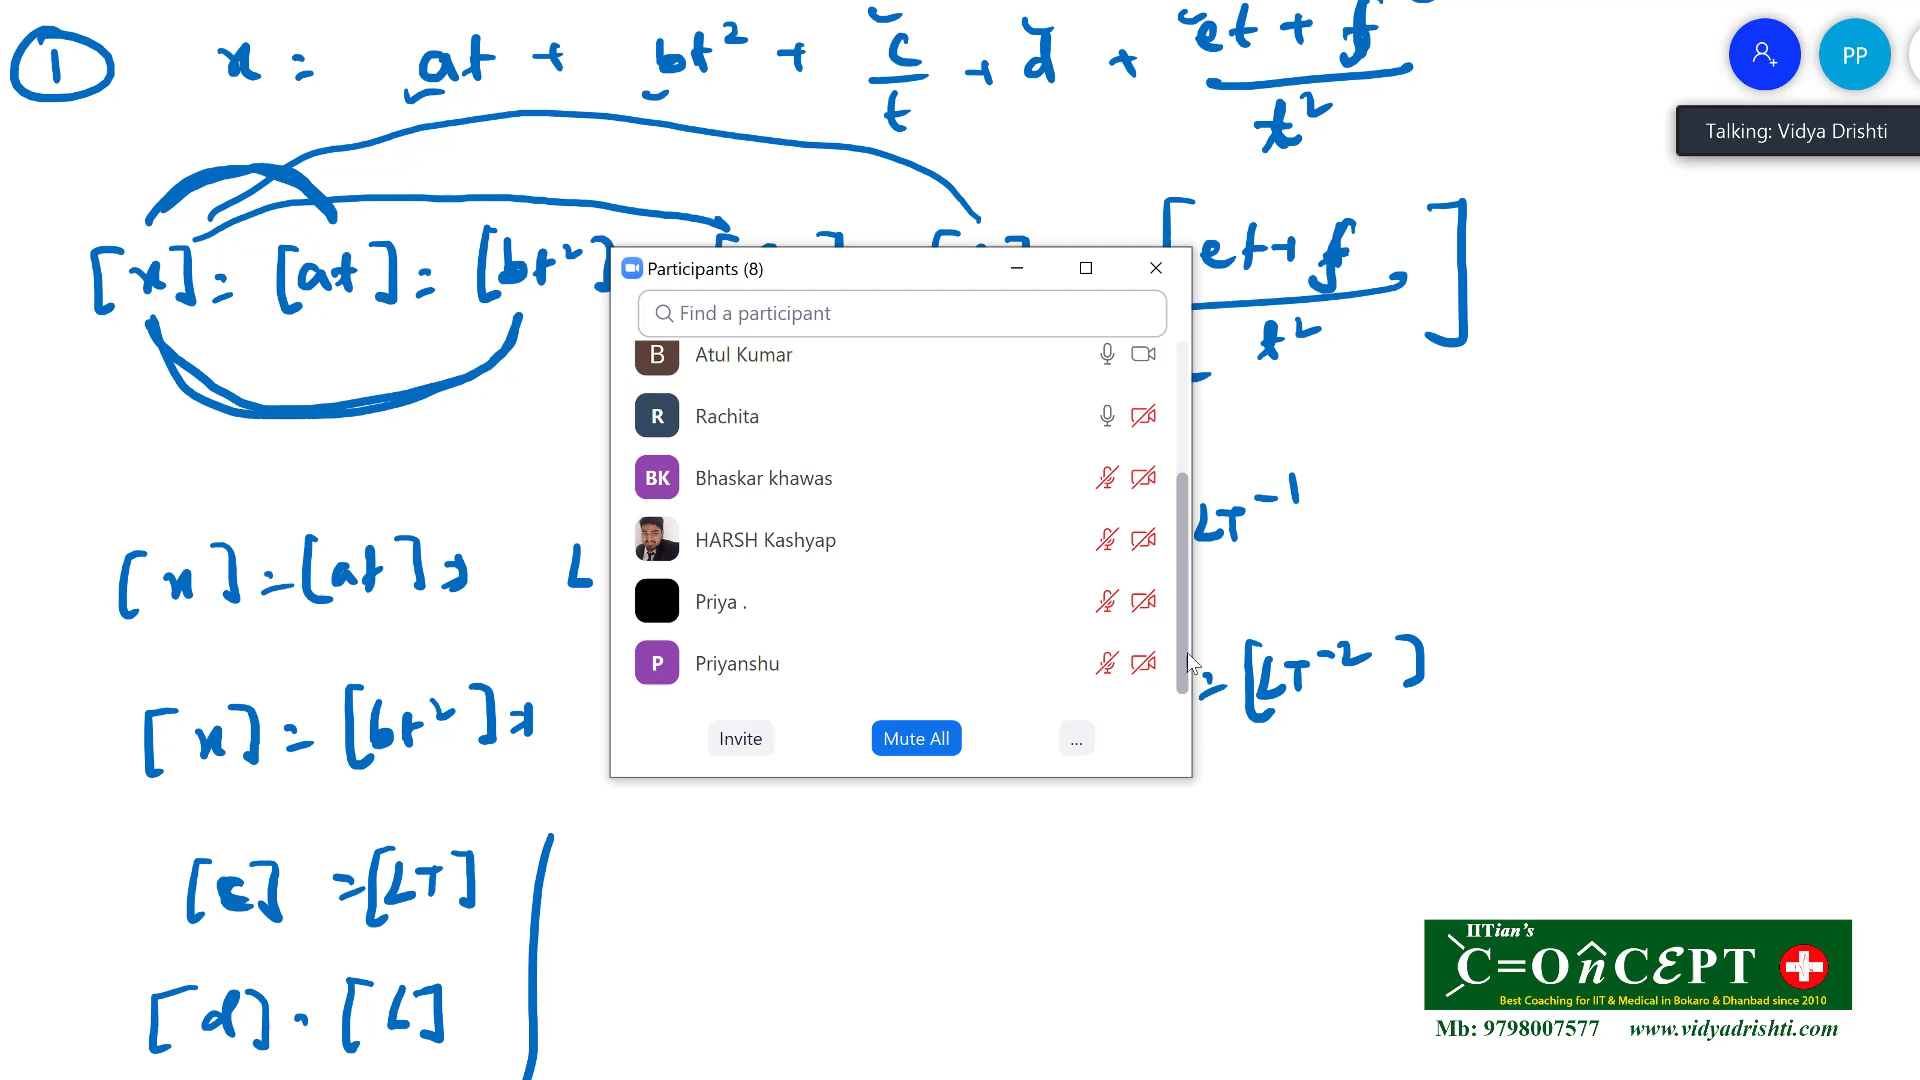 1 x = at + bt² + c/t + d + (et + f)/t²
PP
Talking: Vidya Drishti
[x] = [at] = [bt²]
[(et + f)/t²]
Participants (8)
Find a participant
B Atul Kumar
R Rachita
BK Bhaskar khawas
HARSH Kashyap
Priya .
P Priyanshu
Invite
Mute All
...
[x] = [at] ⇒ L
LT⁻¹
[x] = [bt²] ⇒
= [LT⁻²]
[c] = [LT]
[d] = [L]
IITian's
C=OnCEPT
Best Coaching for IIT & Medical in Bokaro & Dhanbad since 2010
Mb: 9798007577 www.vidyadrishti.com